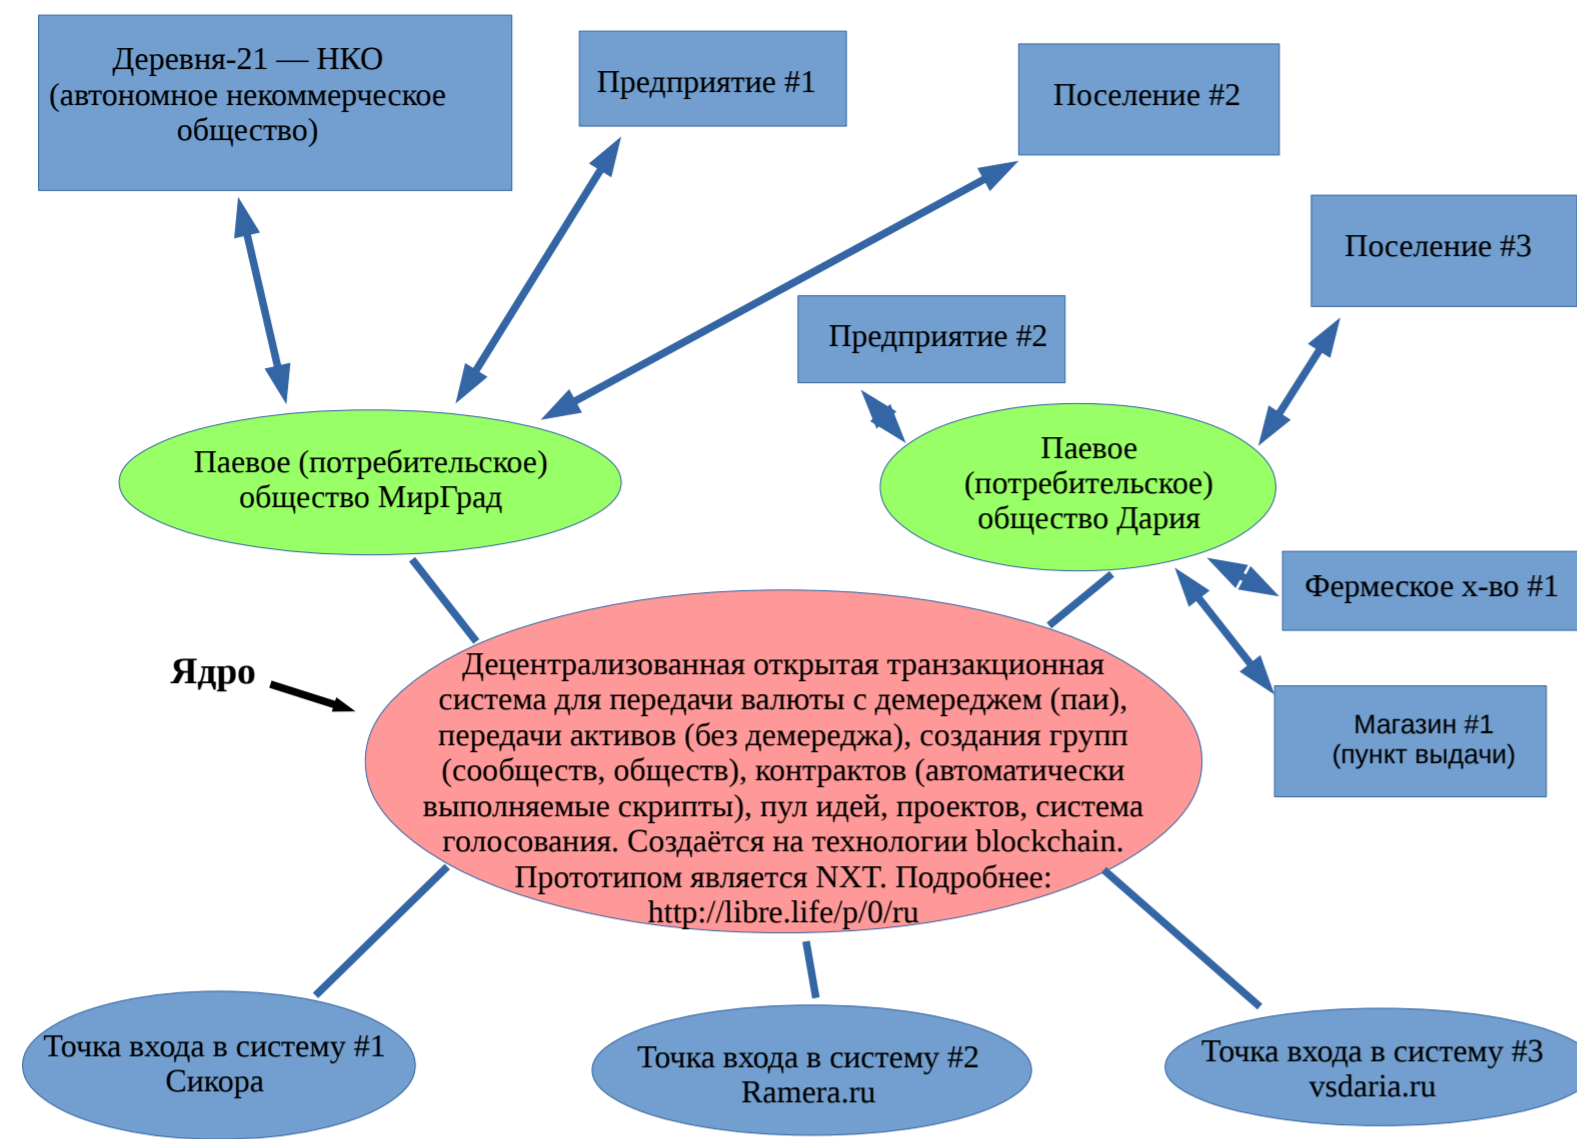 Деревня-21 — НКО
(автономное некоммерческое
общество)
Предприятие #1
Поселение #2
Поселение #3
Предприятие #2
Паевое (потребительское)
общество МирГрад
Паевое
(потребительское)
общество Дария
Фермеское х-во #1
Магазин #1
(пункт выдачи)
Ядро
Децентрализованная открытая транзакционная
система для передачи валюты с демереджем (паи),
передачи активов (без демереджа), создания групп
(сообществ, обществ), контрактов (автоматически
выполняемые скрипты), пул идей, проектов, система
голосования. Создаётся на технологии blockchain.
Прототипом является NXT. Подробнее:
http://libre.life/p/0/ru
Точка входа в систему #1
Сикора
Точка входа в систему #2
Ramera.ru
Точка входа в систему #3
vsdaria.ru